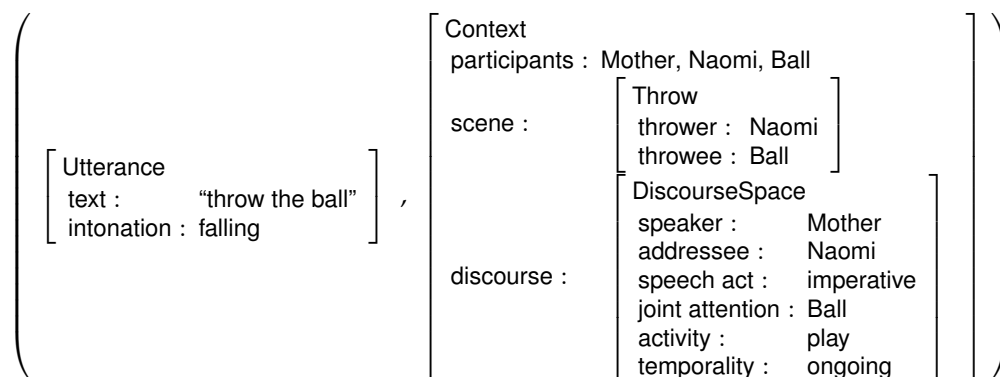 Context
participants : Mother, Naomi, Ball
scene :
Throw
thrower : Naomi
throwee : Ball
Utterance
text : “throw the ball”
intonation : falling
,
discourse :
DiscourseSpace
speaker : Mother
addressee : Naomi
speech act : imperative
joint attention : Ball
activity : play
temporality : ongoing